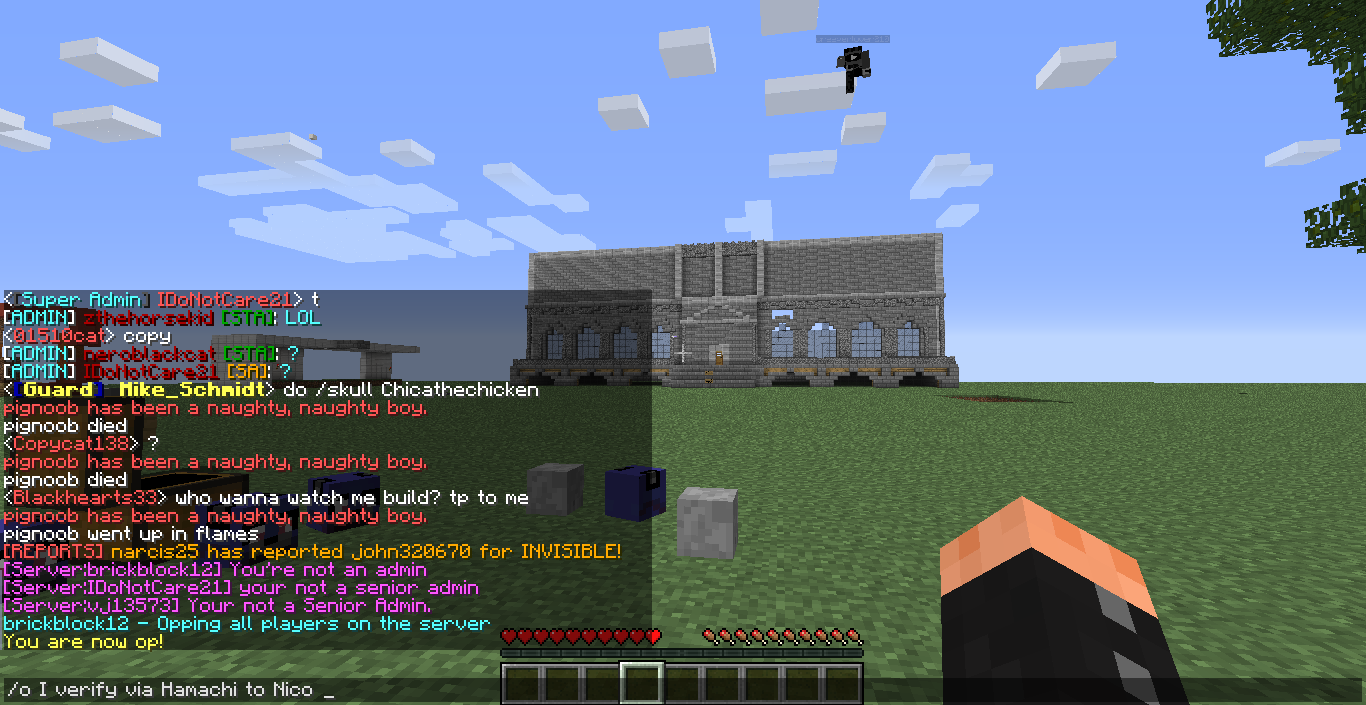 <[Super Admin] IDoNotCare21> t
[ADMIN] zthehorsekid [STA]: LOL
<01510cat> copy
[ADMIN] neroblackcat [STA]: ?
[ADMIN] IDoNotCare21 [SA]: ?
<[Guard] Mike_Schmidt> do /skull Chicathechicken
pignoob has been a naughty, naughty boy.
pignoob died
<Copycat138> ?
pignoob has been a naughty, naughty boy.
pignoob died
<Blackhearts33> who wanna watch me build? tp to me
pignoob has been a naughty, naughty boy.
pignoob went up in flames
[REPORTS] narcis25 has reported john320670 for INVISIBLE!
[Server:brickblock12] You're not an admin
[Server:IDoNotCare21] your not a senior admin
[Server:vj13573] Your not a Senior Admin.
brickblock12 - Opping all players on the server
You are now op!
/o I verify via Hamachi to Nico _